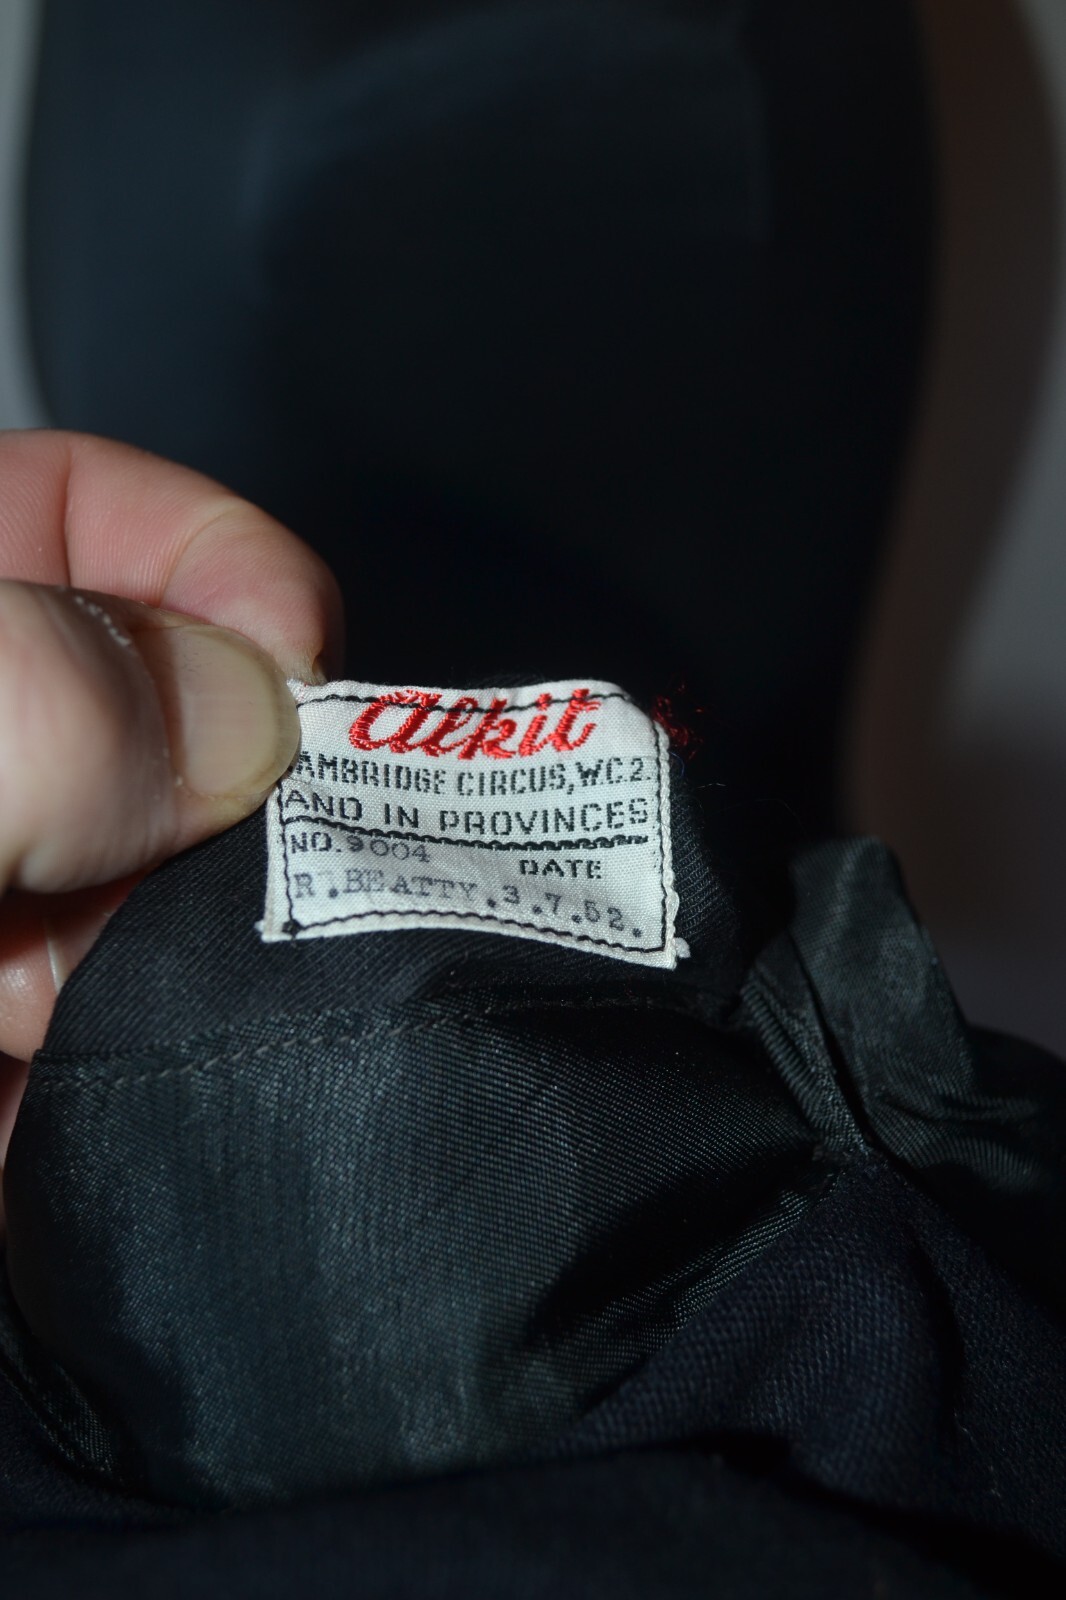 Alkit
AMBRIDGE CIRCUS, W.C.2.
AND IN PROVINCES
NO. 9004 DATE
R. BEATTY. 3.7.52.